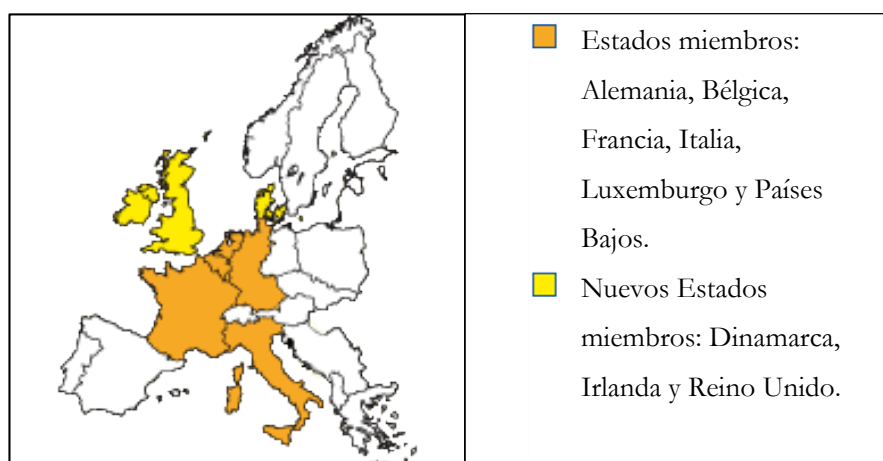 Estados miembros:
Alemania, Bélgica,
Francia, Italia,
Luxemburgo y Países
Bajos.
Nuevos Estados
miembros: Dinamarca,
Irlanda y Reino Unido.